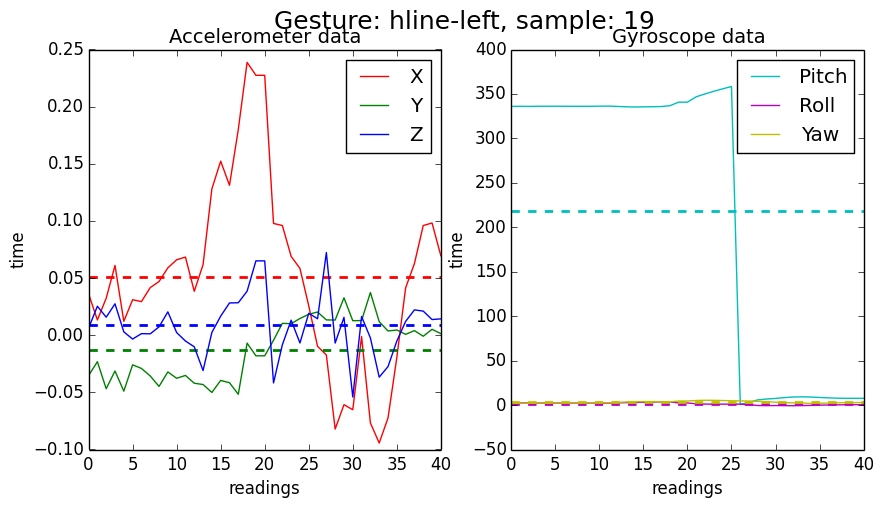 Gesture: hline-left, sample: 19
Accelerometer data
0.25
0.20
0.15
0.10
0.05
0.00
−0.05
−0.10
time
0 5 10 15 20 25 30 35 40
readings
X
Y
Z
Gyroscope data
400
350
300
250
200
150
100
50
0
−50
time
0 5 10 15 20 25 30 35 40
readings
Pitch
Roll
Yaw